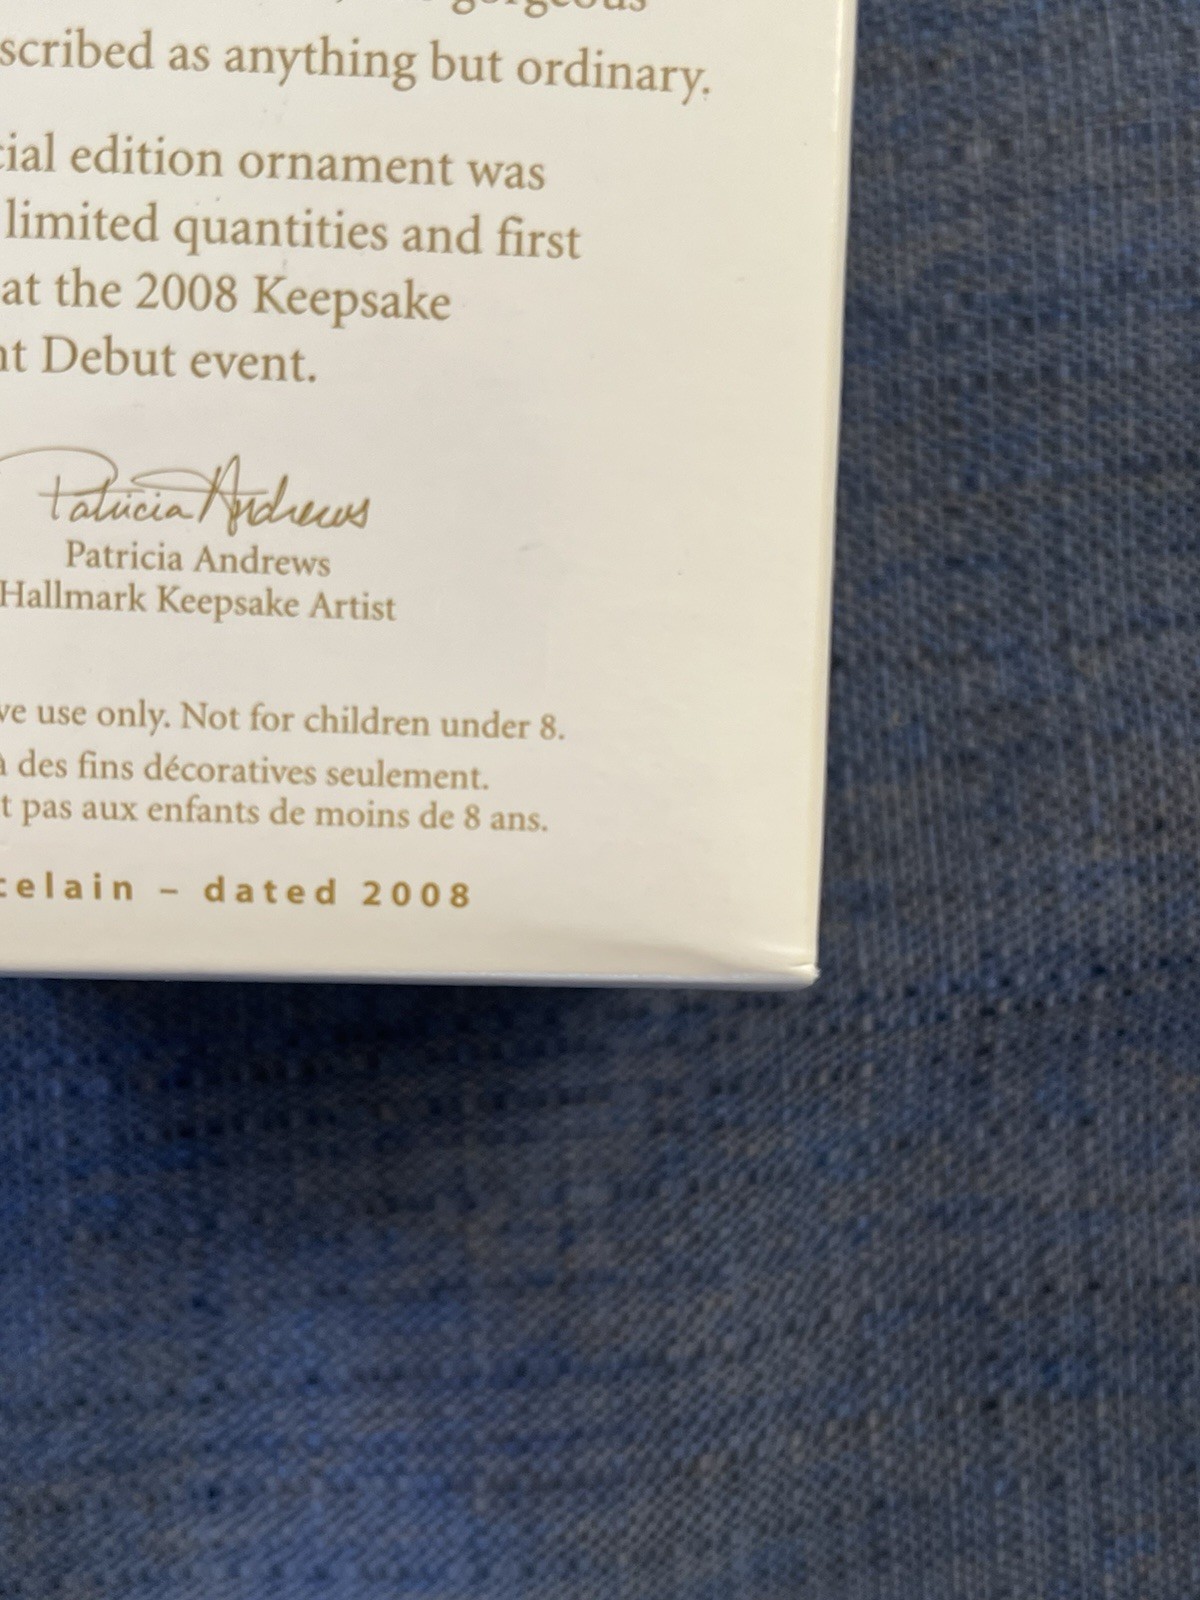 gorgeous
scribed as anything but ordinary.
cial edition ornament was
limited quantities and first
at the 2008 Keepsake
nt Debut event.
Patricia Andrews
Patricia Andrews
Hallmark Keepsake Artist
ve use only. Not for children under 8.
à des fins décoratives seulement.
t pas aux enfants de moins de 8 ans.
celain – dated 2008